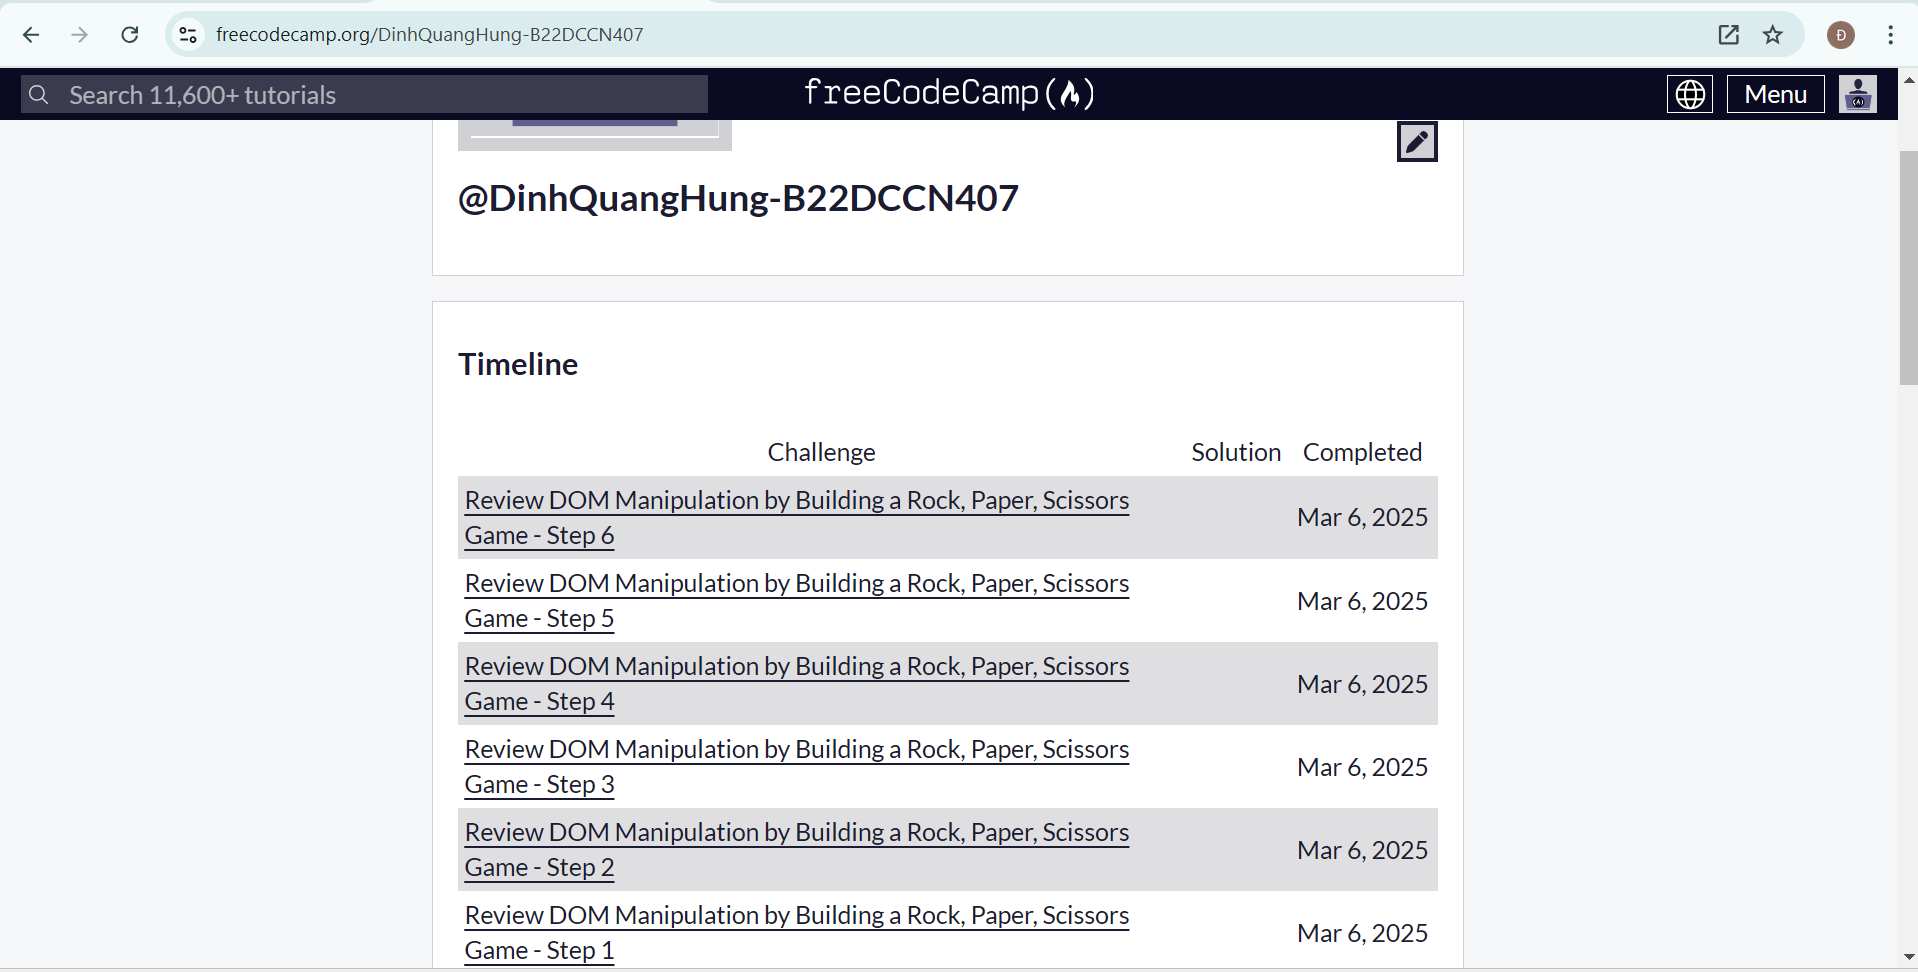 freecodecamp.org/DinhQuangHung-B22DCCN407
Đ
Search 11,600+ tutorials
freeCodeCamp(🔥)
Menu
@DinhQuangHung-B22DCCN407
Timeline
Challenge Solution Completed
Review DOM Manipulation by Building a Rock, Paper, Scissors
Game - Step 6
Mar 6, 2025
Review DOM Manipulation by Building a Rock, Paper, Scissors
Game - Step 5
Mar 6, 2025
Review DOM Manipulation by Building a Rock, Paper, Scissors
Game - Step 4
Mar 6, 2025
Review DOM Manipulation by Building a Rock, Paper, Scissors
Game - Step 3
Mar 6, 2025
Review DOM Manipulation by Building a Rock, Paper, Scissors
Game - Step 2
Mar 6, 2025
Review DOM Manipulation by Building a Rock, Paper, Scissors
Game - Step 1
Mar 6, 2025